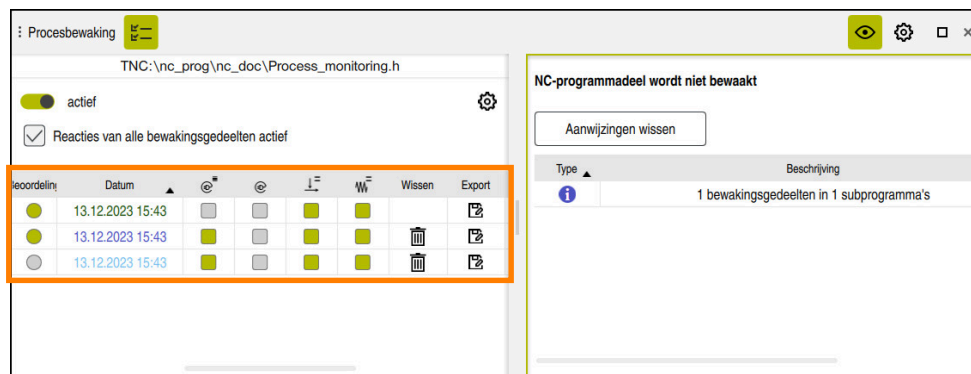 Procesbewaking
TNC:\nc_prog\nc_doc\Process_monitoring.h
actief
Reacties van alle bewakingsgedeelten actief
Datum Wissen Export
13.12.2023 15:43
13.12.2023 15:43
13.12.2023 15:43
NC-programmadeel wordt niet bewaakt
Aanwijzingen wissen
Type Beschrijving
1 bewakingsgedeelten in 1 subprogramma's